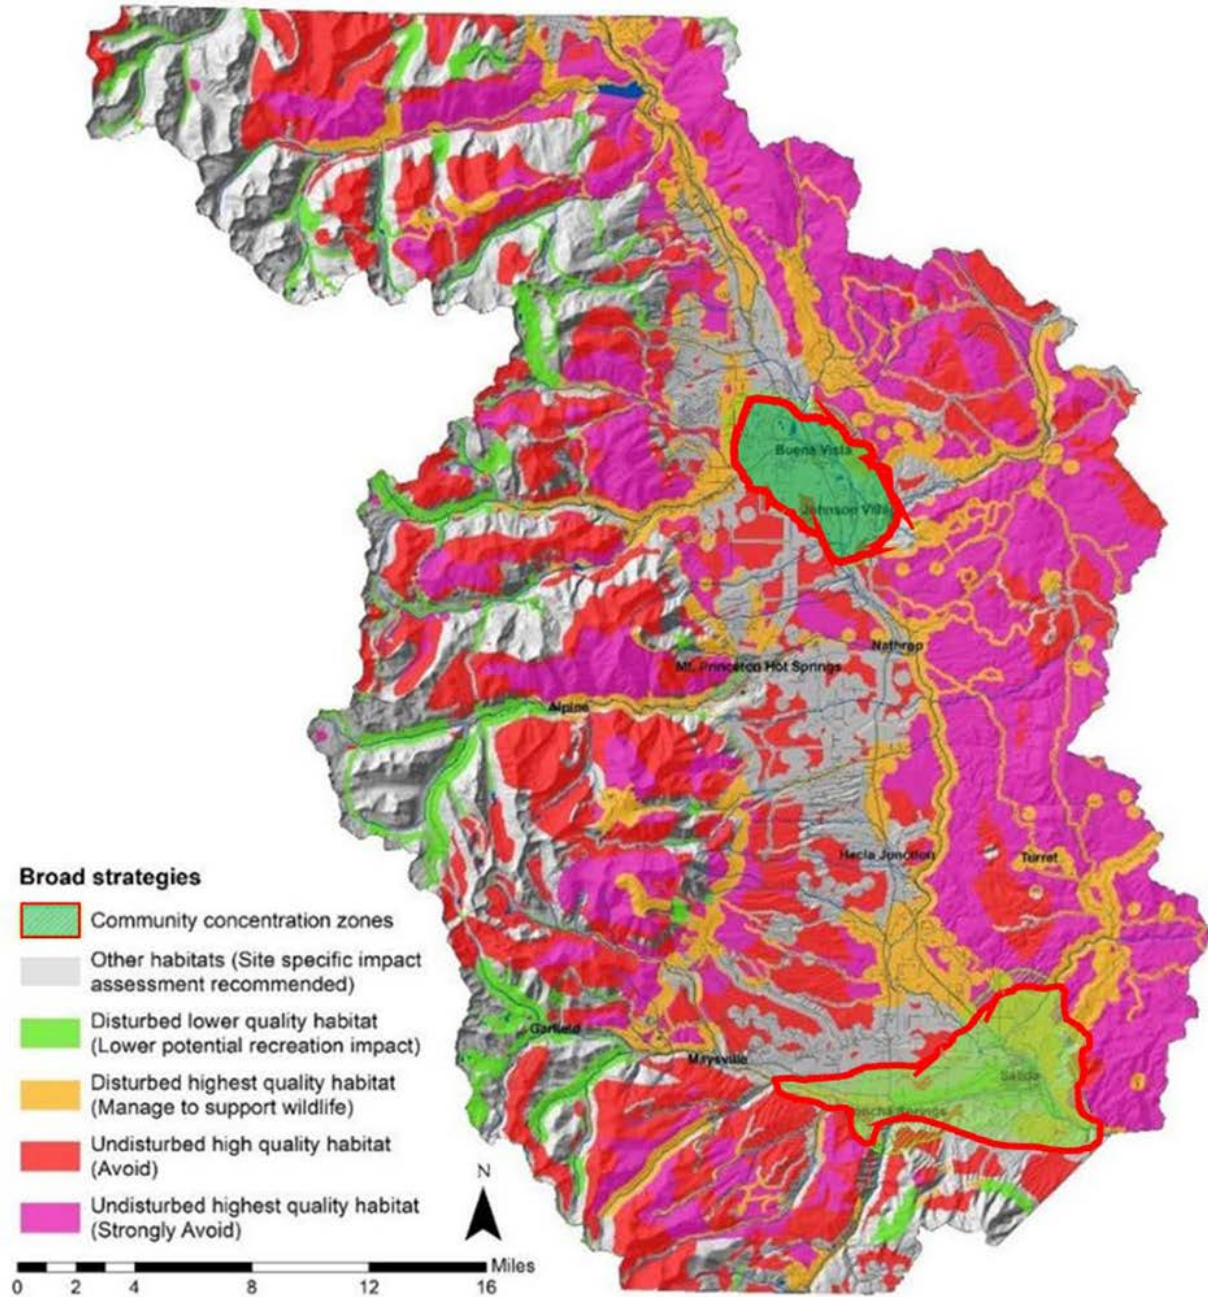 Buena Vista
Johnson Villa
Nathrop
Mt. Princeton Hot Springs
Alpine
Hecla Junction
Turret
Garfield
Maysville
Salida
Poncha Springs
Broad strategies
Community concentration zones
Other habitats (Site specific impact
assessment recommended)
Disturbed lower quality habitat
(Lower potential recreation impact)
Disturbed highest quality habitat
(Manage to support wildlife)
Undisturbed high quality habitat
(Avoid)
Undisturbed highest quality habitat
(Strongly Avoid)
N
Miles
0 2 4 8 12 16